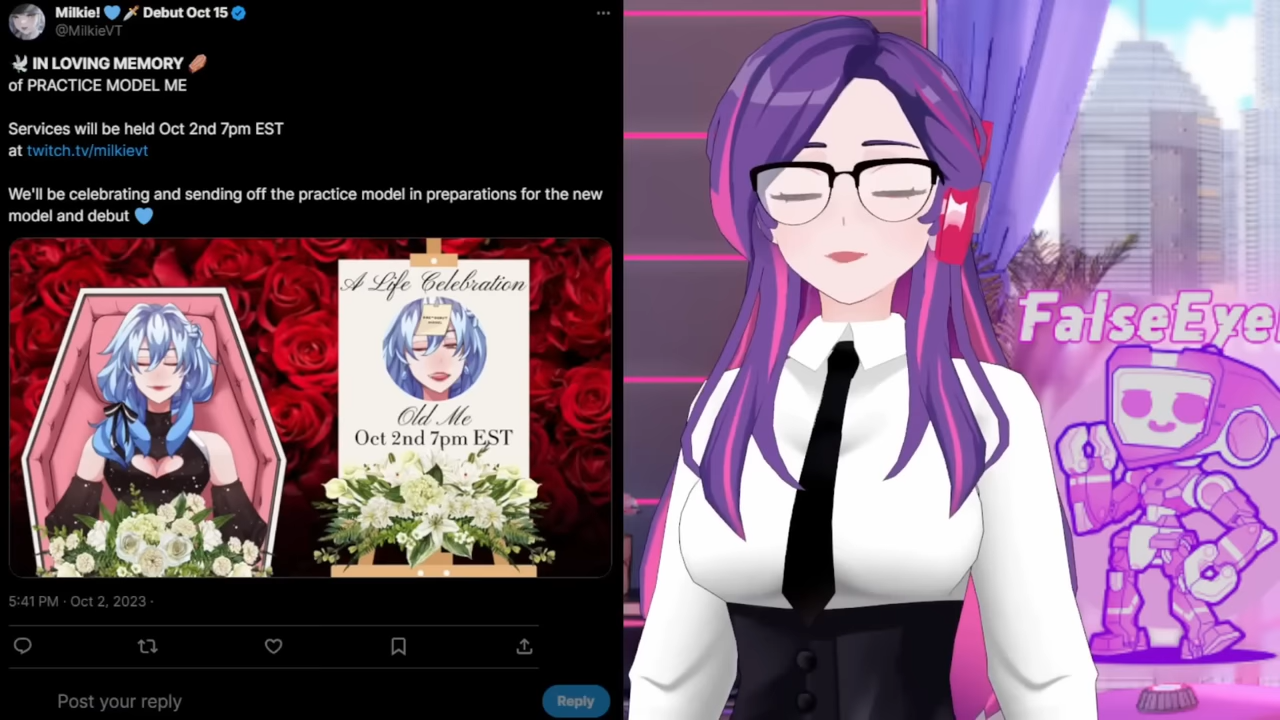 Milkie! 💙🗡️ Debut Oct 15
@MilkieVT
🕊️ IN LOVING MEMORY ⚰️
of PRACTICE MODEL ME
Services will be held Oct 2nd 7pm EST
at twitch.tv/milkievt
We'll be celebrating and sending off the practice model in preparations for the new
model and debut 💙
A Life Celebration
Old Me
Oct 2nd 7pm EST
5:41 PM · Oct 2, 2023 ·
Post your reply
Reply
FalseEye